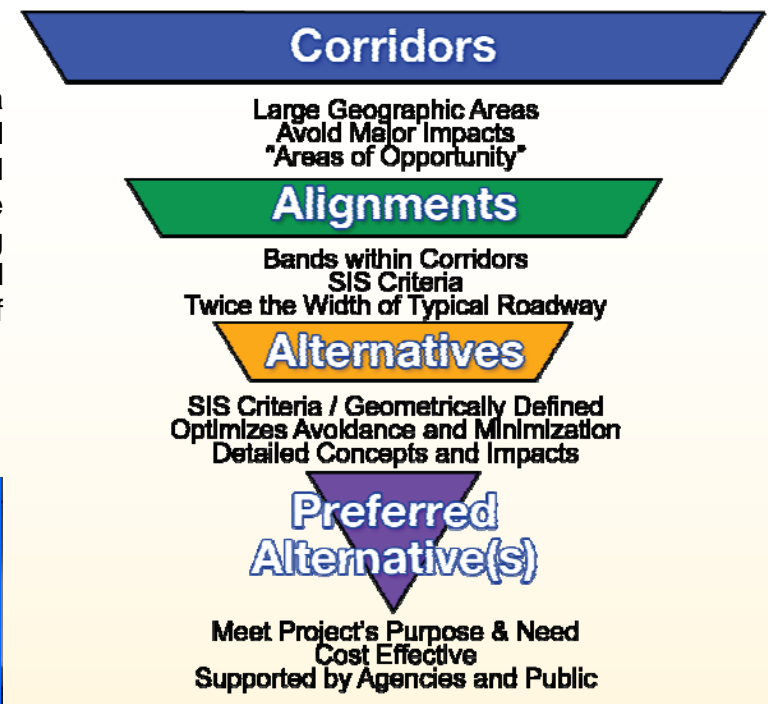 Corridors
Large Geographic Areas
Avoid Major Impacts
"Areas of Opportunity"
Alignments
Bands within Corridors
SIS Criteria
Twice the Width of Typical Roadway
Alternatives
SIS Criteria / Geometrically Defined
Optimizes Avoidance and Minimization
Detailed Concepts and Impacts
Preferred
Alternative(s)
Meet Project's Purpose & Need
Cost Effective
Supported by Agencies and Public